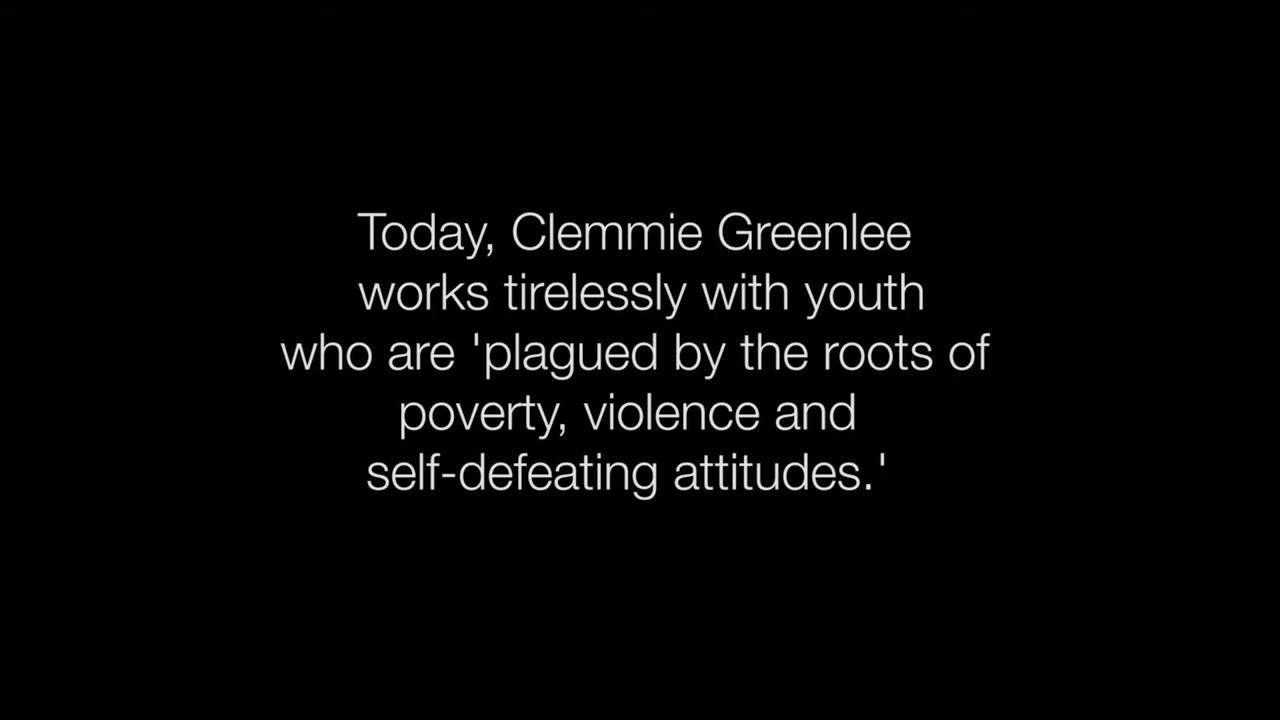 Today, Clemmie Greenlee
works tirelessly with youth
who are 'plagued by the roots of
poverty, violence and
self-defeating attitudes.'